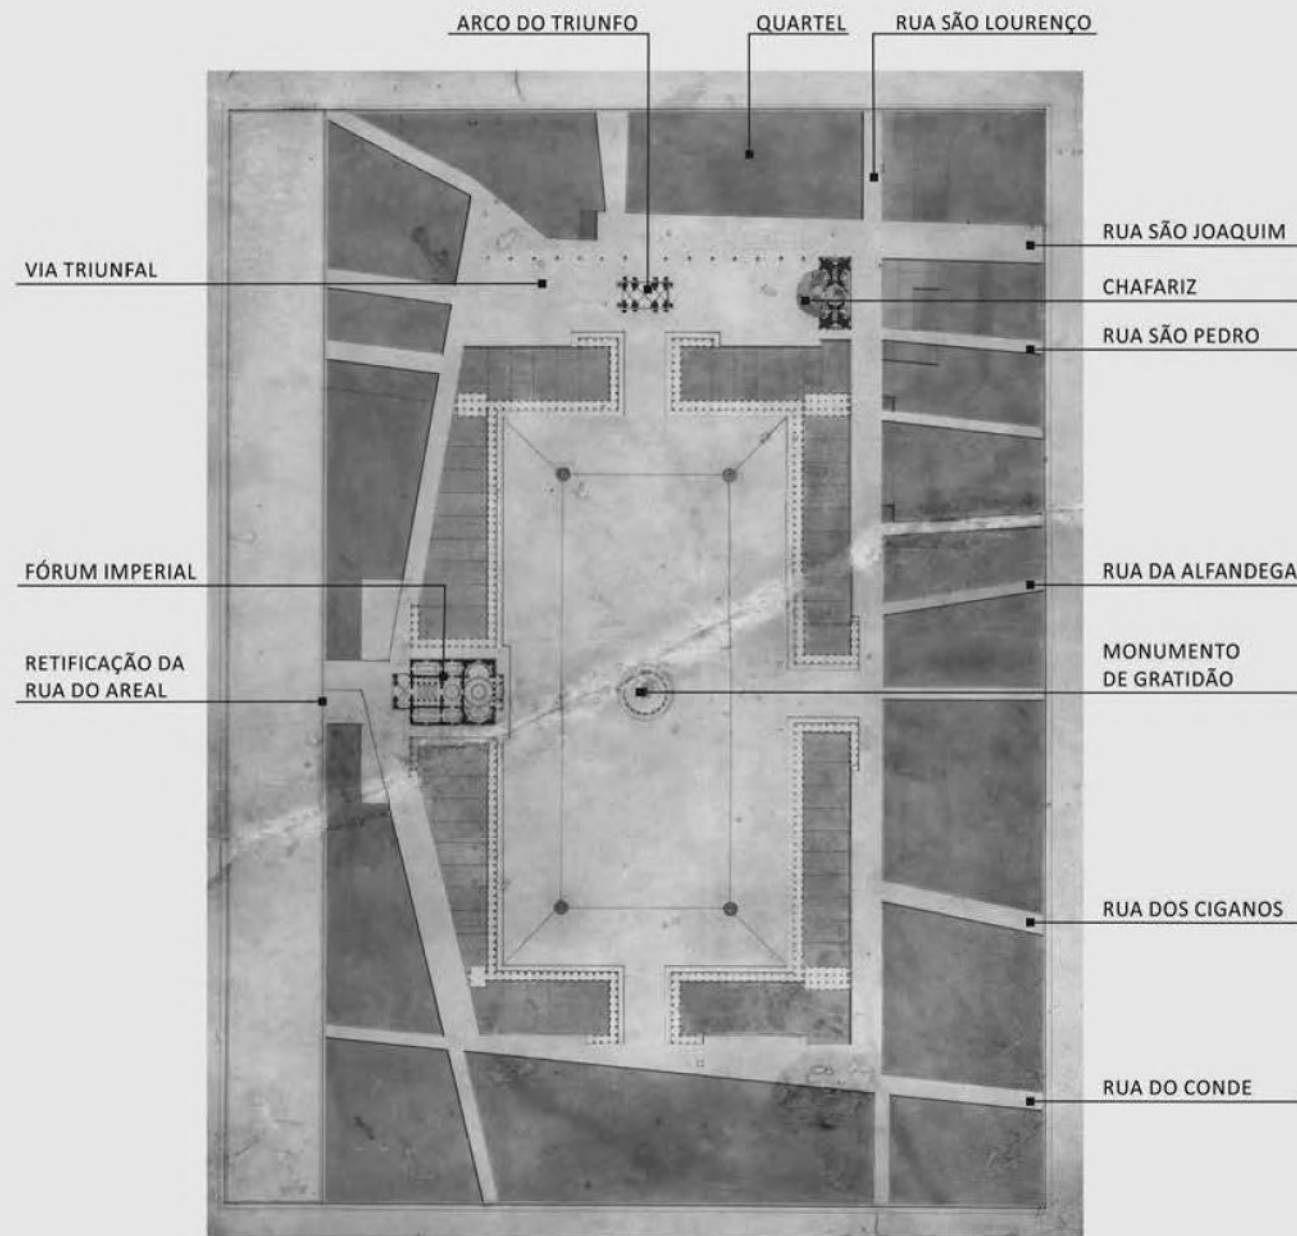 ARCO DO TRIUNFO
QUARTEL
RUA SÃO LOURENÇO
RUA SÃO JOAQUIM
VIA TRIUNFAL
CHAFARIZ
RUA SÃO PEDRO
FÓRUM IMPERIAL
RUA DA ALFANDEGA
RETIFICAÇÃO DA
RUA DO AREAL
MONUMENTO
DE GRATIDÃO
RUA DOS CIGANOS
RUA DO CONDE